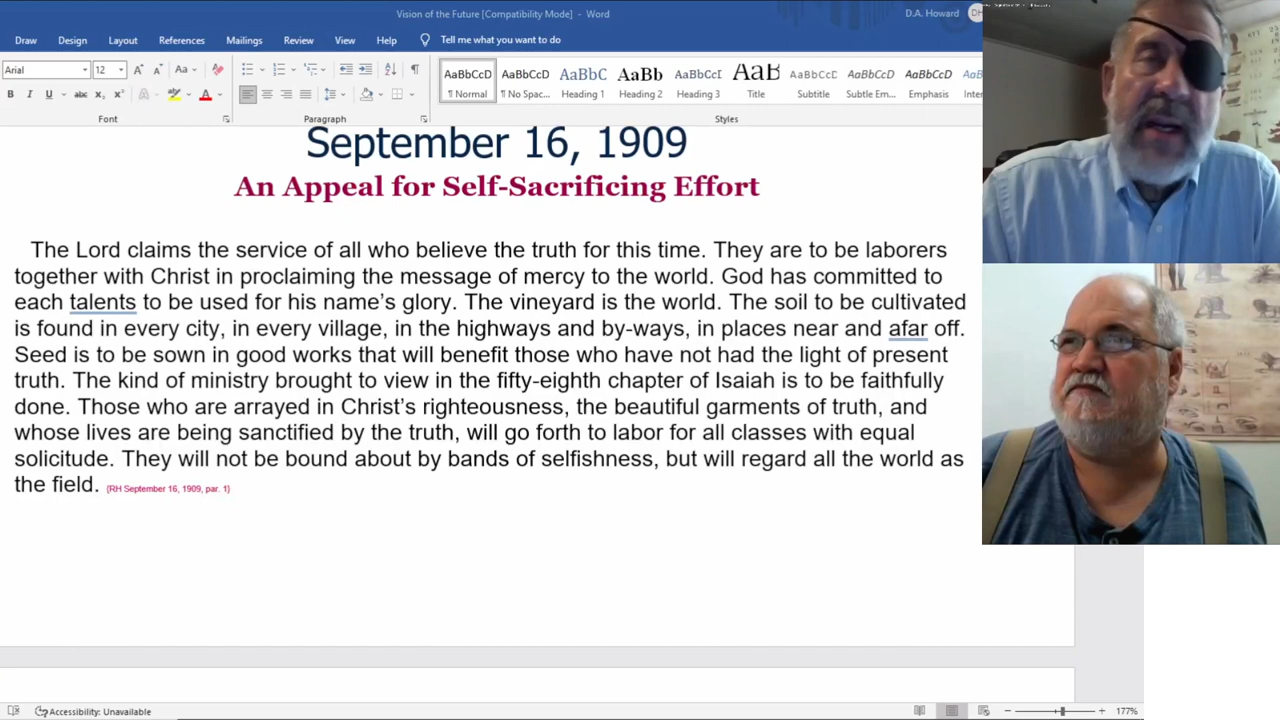 Vision of the Future [Compatibility Mode] - Word
D.A. Howard
DH
Draw Design Layout References Mailings Review View Help Tell me what you want to do
Arial 12 A A Aa A
B I U abc x₂ x² A A
AaBbCcD AaBbCcD AaBbC AaBb AaBbCcI AaB AaBbCcD AaBbCcD AaBbCcD
¶ Normal ¶ No Spac... Heading 1 Heading 2 Heading 3 Title Subtitle Subtle Em... Emphasis
Font Paragraph Styles
September 16, 1909
An Appeal for Self-Sacrificing Effort
The Lord claims the service of all who believe the truth for this time. They are to be laborers
together with Christ in proclaiming the message of mercy to the world. God has committed to
each talents to be used for his name’s glory. The vineyard is the world. The soil to be cultivated
is found in every city, in every village, in the highways and by-ways, in places near and afar off.
Seed is to be sown in good works that will benefit those who have not had the light of present
truth. The kind of ministry brought to view in the fifty-eighth chapter of Isaiah is to be faithfully
done. Those who are arrayed in Christ’s righteousness, the beautiful garments of truth, and
whose lives are being sanctified by the truth, will go forth to labor for all classes with equal
solicitude. They will not be bound about by bands of selfishness, but will regard all the world as
the field. {RH September 16, 1909, par. 1}
Accessibility: Unavailable
177%